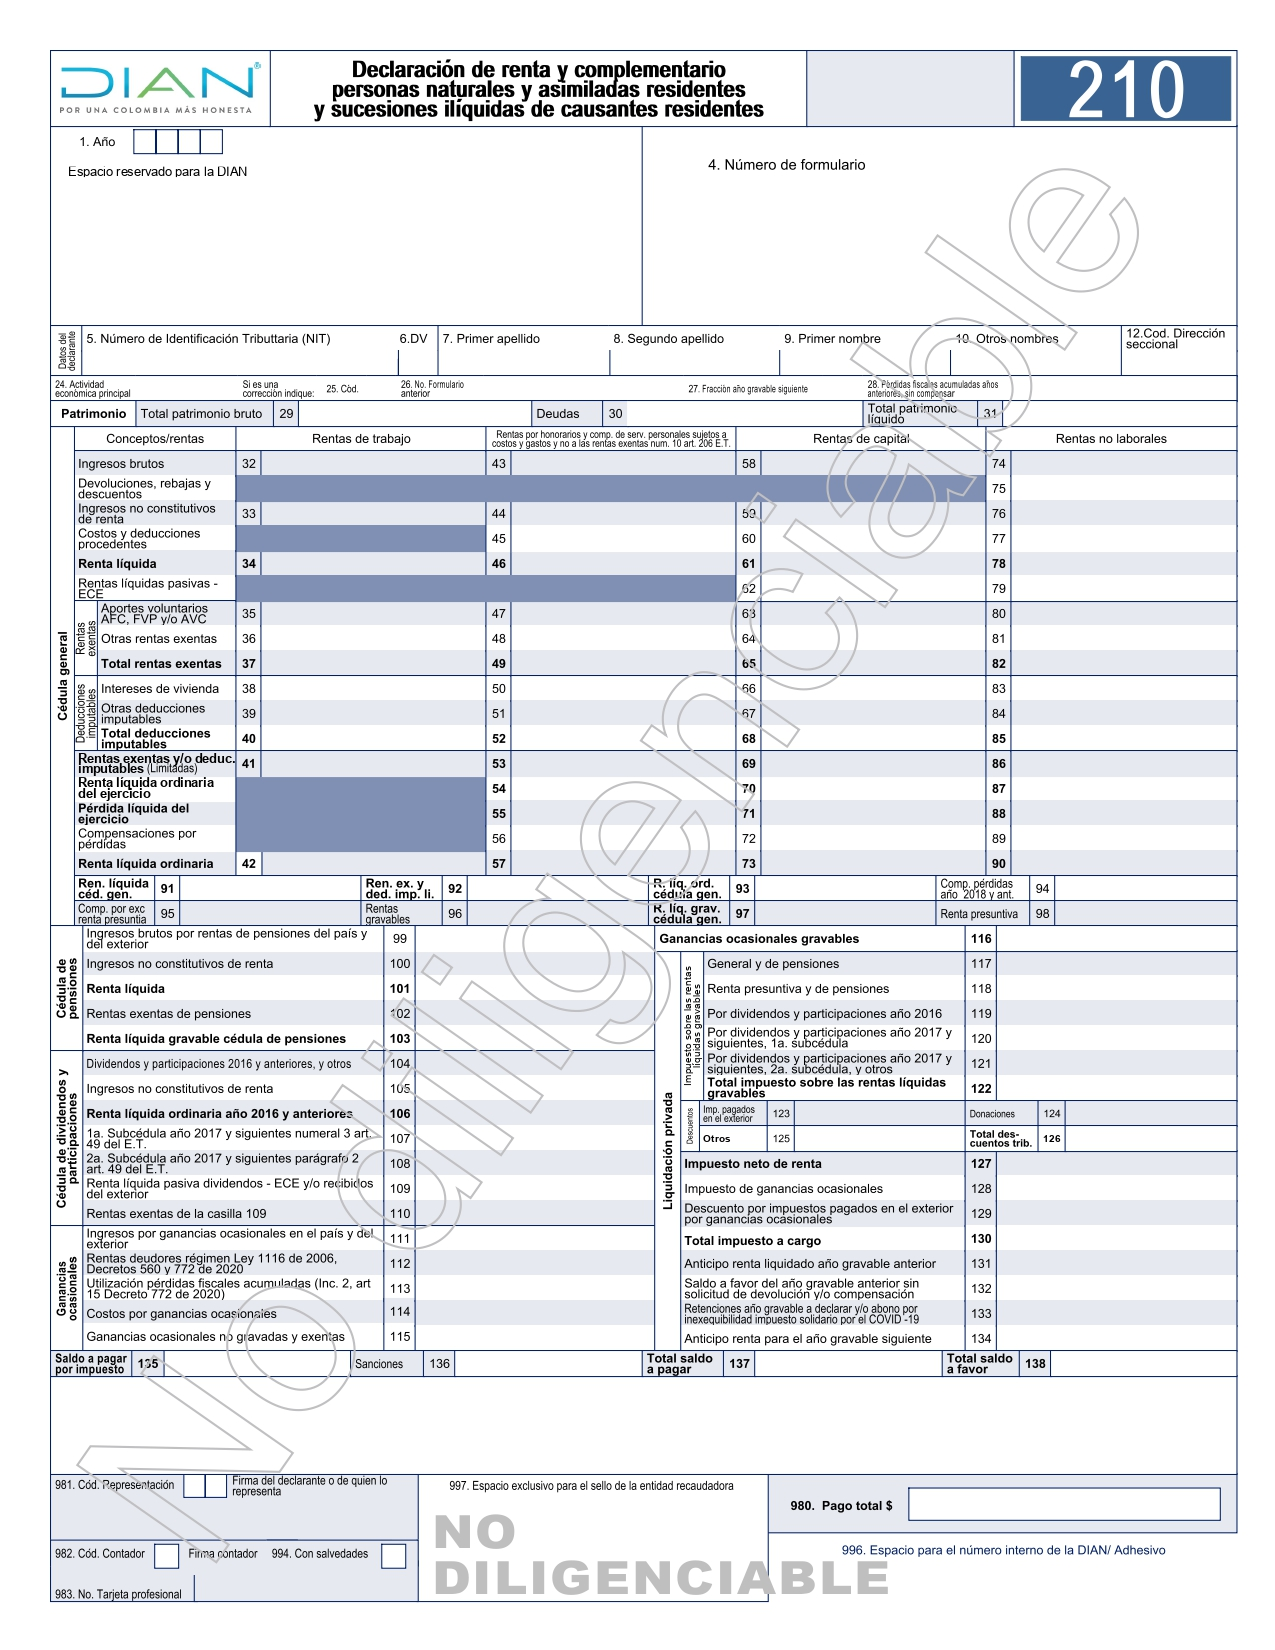 DIAN®
POR UNA COLOMBIA MÁS HONESTA
Declaración de renta y complementario
personas naturales y asimiladas residentes
y sucesiones ilíquidas de causantes residentes
210
1. Año
Espacio reservado para la DIAN
4. Número de formulario
Datos del
declarante
5. Número de Identificación Tributtaria (NIT)
6.DV
7. Primer apellido
8. Segundo apellido
9. Primer nombre
10. Otros nombres
12.Cod. Dirección
seccional
24. Actividad
económica principal
Si es una
corrección indique:
25. Cód.
26. No. Formulario
anterior
27. Fracción año gravable siguiente
28. Pérdidas fiscales acumuladas años
anteriores, sin compensar
Patrimonio
Total patrimonio bruto 29
Deudas 30
Total patrimonio
líquido
31
Cédula general
Conceptos/rentas
Rentas de trabajo
Rentas por honorarios y comp. de serv. personales sujetos a
costos y gastos y no a las rentas exentas num. 10 art. 206 E.T.
Rentas de capital
Rentas no laborales
Ingresos brutos 32 43 58 74
Devoluciones, rebajas y
descuentos
75
Ingresos no constitutivos
de renta
33 44 59 76
Costos y deducciones
procedentes
45 60 77
Renta líquida 34 46 61 78
Rentas líquidas pasivas -
ECE
62 79
Rentas
exentas
Aportes voluntarios
AFC, FVP y/o AVC
35 47 63 80
Otras rentas exentas 36 48 64 81
Total rentas exentas 37 49 65 82
Deducciones
imputables
Intereses de vivienda 38 50 66 83
Otras deducciones
imputables
39 51 67 84
Total deducciones
imputables
40 52 68 85
Rentas exentas y/o deduc.
imputables (Limitadas)
41 53 69 86
Renta líquida ordinaria
del ejercicio
54 70 87
Pérdida líquida del
ejercicio
55 71 88
Compensaciones por
pérdidas
56 72 89
Renta líquida ordinaria 42 57 73 90
Ren. líquida
céd. gen.
91
Ren. ex. y
ded. imp. li.
92
R. líq. ord.
cédula gen.
93
Comp. pérdidas
año 2018 y ant.
94
Comp. por exc
renta presuntia
95
Rentas
gravables
96
R. líq. grav.
cédula gen.
97
Renta presuntiva 98
Cédula de
pensiones
Ingresos brutos por rentas de pensiones del país y
del exterior
99
Ingresos no constitutivos de renta 100
Renta líquida 101
Rentas exentas de pensiones 102
Renta líquida gravable cédula de pensiones 103
Cédula de dividendos y
participaciones
Dividendos y participaciones 2016 y anteriores, y otros 104
Ingresos no constitutivos de renta 105
Renta líquida ordinaria año 2016 y anteriores 106
1a. Subcédula año 2017 y siguientes numeral 3 art.
49 del E.T.
107
2a. Subcédula año 2017 y siguientes parágrafo 2
art. 49 del E.T.
108
Renta líquida pasiva dividendos - ECE y/o recibidos
del exterior
109
Rentas exentas de la casilla 109 110
Ganancias
ocasionales
Ingresos por ganancias ocasionales en el país y del
exterior
111
Rentas deudores régimen Ley 1116 de 2006,
Decretos 560 y 772 de 2020
112
Utilización pérdidas fiscales acumuladas (Inc. 2, art
15 Decreto 772 de 2020)
113
Costos por ganancias ocasionales 114
Ganancias ocasionales no gravadas y exentas 115
Liquidación privada
Ganancias ocasionales gravables 116
Impuesto sobre las rentas
líquidas gravables
General y de pensiones 117
Renta presuntiva y de pensiones 118
Por dividendos y participaciones año 2016 119
Por dividendos y participaciones año 2017 y
siguientes, 1a. subcédula
120
Por dividendos y participaciones año 2017 y
siguientes, 2a. subcédula, y otros
121
Total impuesto sobre las rentas líquidas
gravables
122
Descuentos
Imp. pagados
en el exterior
123
Donaciones 124
Otros 125
Total des-
cuentos trib.
126
Impuesto neto de renta 127
Impuesto de ganancias ocasionales 128
Descuento por impuestos pagados en el exterior
por ganancias ocasionales
129
Total impuesto a cargo 130
Anticipo renta liquidado año gravable anterior 131
Saldo a favor del año gravable anterior sin
solicitud de devolución y/o compensación
132
Retenciones año gravable a declarar y/o abono por
inexequibilidad impuesto solidario por el COVID -19
133
Anticipo renta para el año gravable siguiente 134
Saldo a pagar
por impuesto
135
Sanciones 136
Total saldo
a pagar
137
Total saldo
a favor
138
981. Cód. Representación
Firma del declarante o de quien lo
representa
997. Espacio exclusivo para el sello de la entidad recaudadora
980. Pago total $
982. Cód. Contador
Firma contador
994. Con salvedades
983. No. Tarjeta profesional
996. Espacio para el número interno de la DIAN/ Adhesivo
NO
DILIGENCIABLE
No diligenciable